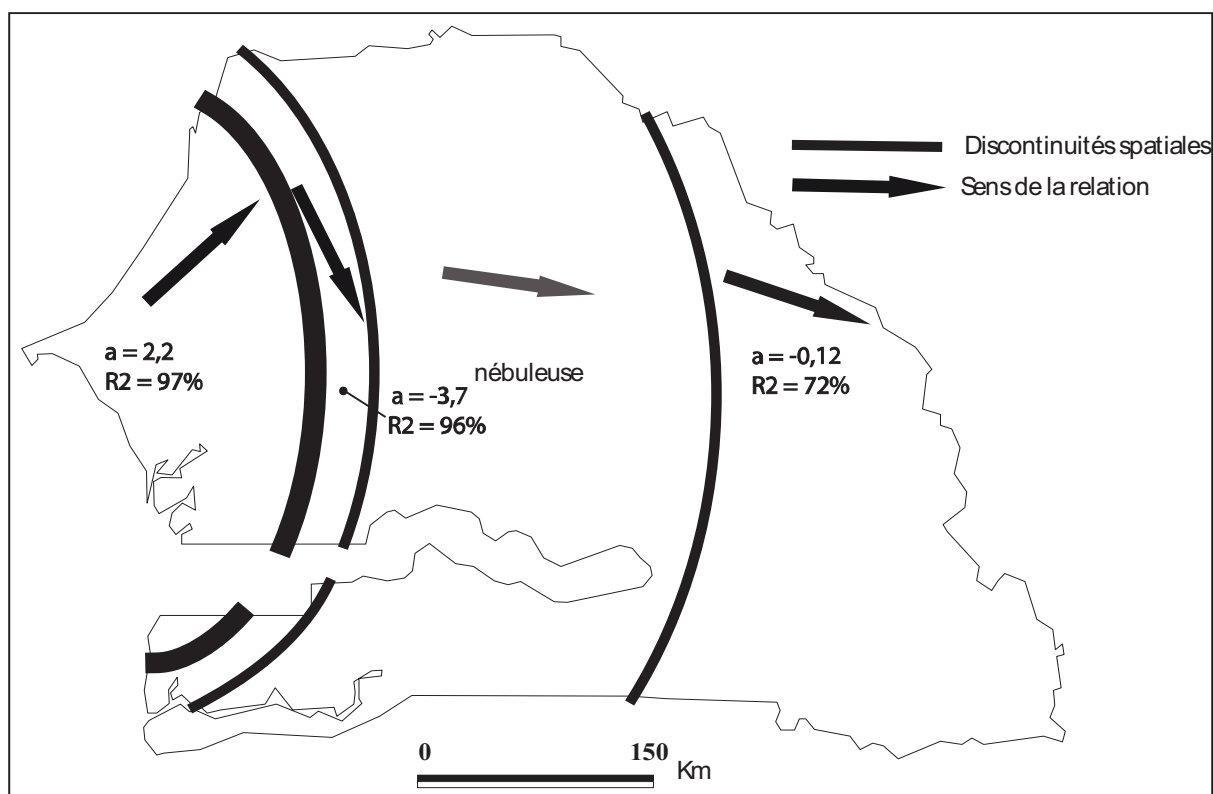 Discontinuités spatiales
Sens de la relation
a = 2,2
R2 = 97%
nébuleuse
a = -3,7
R2 = 96%
a = -0,12
R2 = 72%
0 150
Km